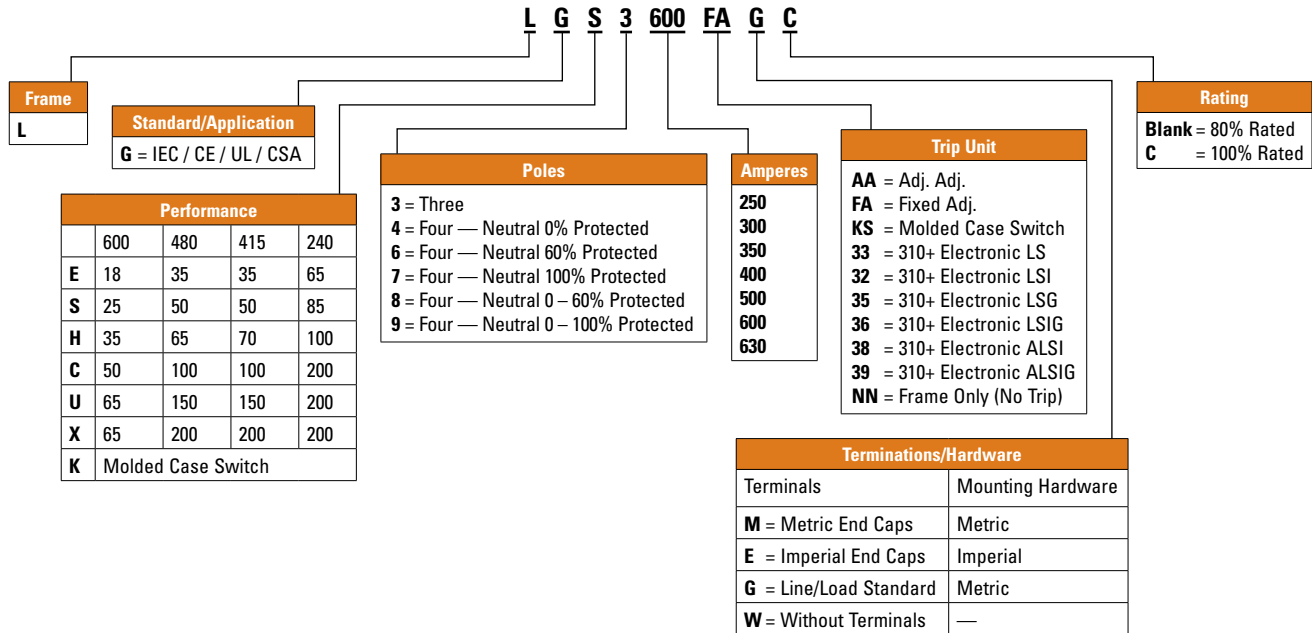 L G S 3 600 FA G C
Frame
L
Standard/Application
G = IEC / CE / UL / CSA
Performance
600 480 415 240
E 18 35 35 65
S 25 50 50 85
H 35 65 70 100
C 50 100 100 200
U 65 150 150 200
X 65 200 200 200
K Molded Case Switch
Poles
3 = Three
4 = Four — Neutral 0% Protected
6 = Four — Neutral 60% Protected
7 = Four — Neutral 100% Protected
8 = Four — Neutral 0 – 60% Protected
9 = Four — Neutral 0 – 100% Protected
Amperes
250
300
350
400
500
600
630
Trip Unit
AA = Adj. Adj.
FA = Fixed Adj.
KS = Molded Case Switch
33 = 310+ Electronic LS
32 = 310+ Electronic LSI
35 = 310+ Electronic LSG
36 = 310+ Electronic LSIG
38 = 310+ Electronic ALSI
39 = 310+ Electronic ALSIG
NN = Frame Only (No Trip)
Terminations/Hardware
Terminals Mounting Hardware
M = Metric End Caps Metric
E = Imperial End Caps Imperial
G = Line/Load Standard Metric
W = Without Terminals —
Rating
Blank = 80% Rated
C = 100% Rated